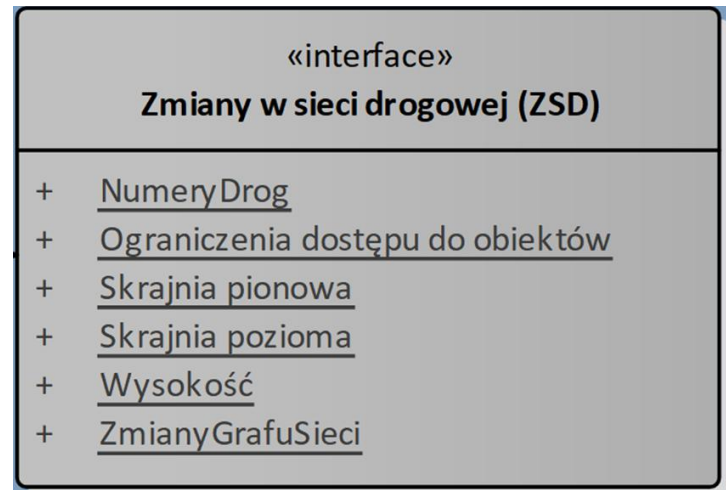 «interface»
Zmiany w sieci drogowej (ZSD)
+ NumeryDrog
+ Ograniczenia dostępu do obiektów
+ Skrajnia pionowa
+ Skrajnia pozioma
+ Wysokość
+ ZmianyGrafuSieci